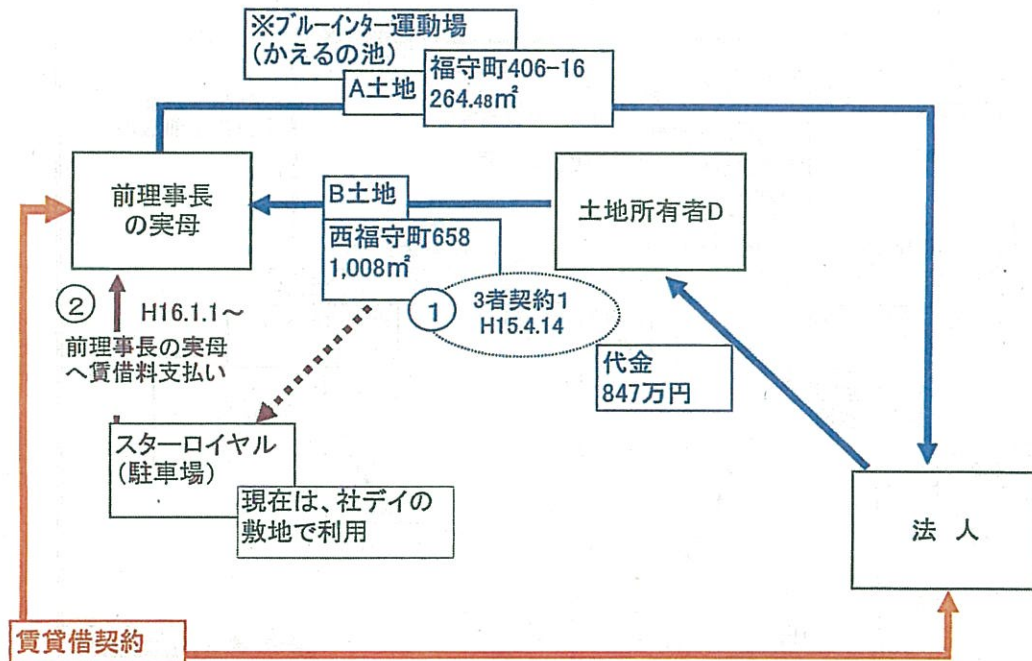 ※ブルーインター運動場
(かえるの池)
A土地
福守町406-16
264.48㎡
前理事長
の実母
B土地
西福守町658
1,008㎡
土地所有者D
① 3者契約1
H15.4.14
② H16.1.1～
前理事長の実母
へ賃借料支払い
代金
847万円
スターロイヤル
(駐車場)
現在は、社デイの
敷地で利用
法 人
賃貸借契約